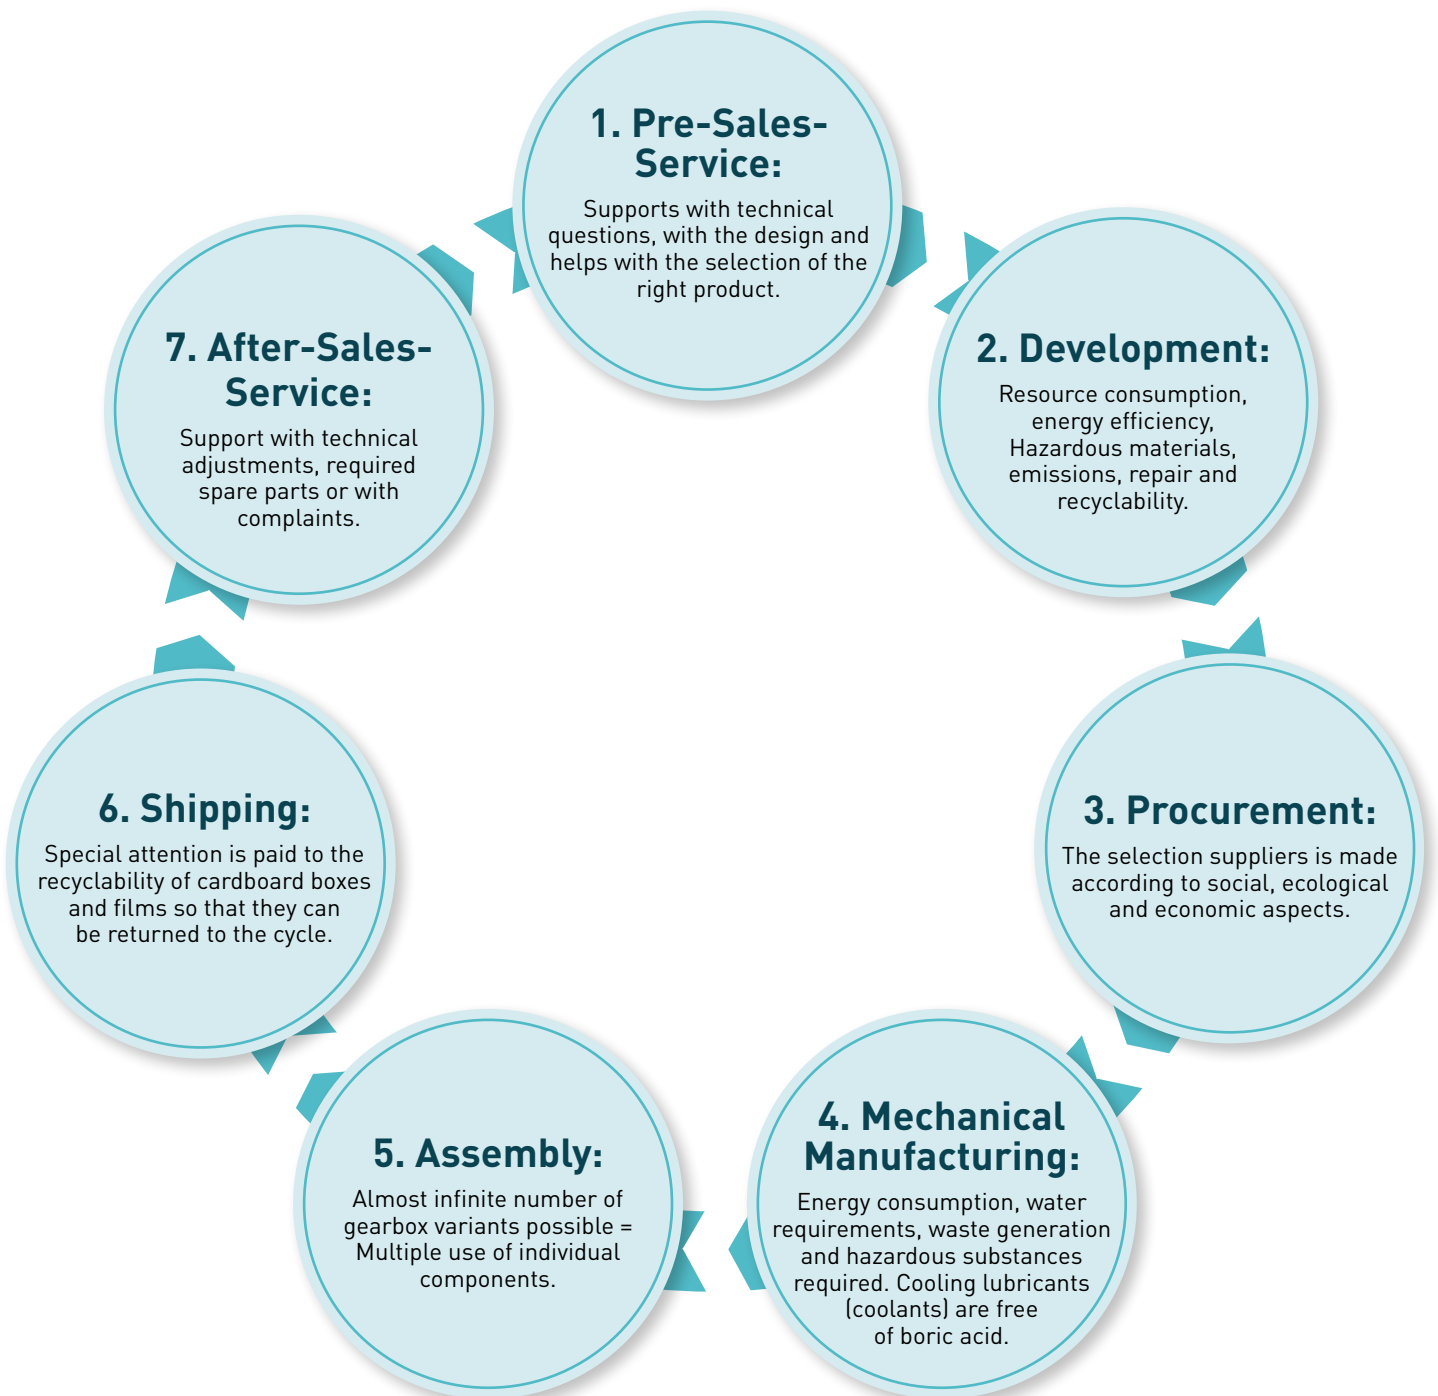 1. Pre-Sales-
Service:
Supports with technical
questions, with the design and
helps with the selection of the
right product.
2. Development:
Resource consumption,
energy efficiency,
Hazardous materials,
emissions, repair and
recyclability.
3. Procurement:
The selection suppliers is made
according to social, ecological
and economic aspects.
4. Mechanical
Manufacturing:
Energy consumption, water
requirements, waste generation
and hazardous substances
required. Cooling lubricants
(coolants) are free
of boric acid.
5. Assembly:
Almost infinite number of
gearbox variants possible =
Multiple use of individual
components.
6. Shipping:
Special attention is paid to the
recyclability of cardboard boxes
and films so that they can
be returned to the cycle.
7. After-Sales-
Service:
Support with technical
adjustments, required
spare parts or with
complaints.